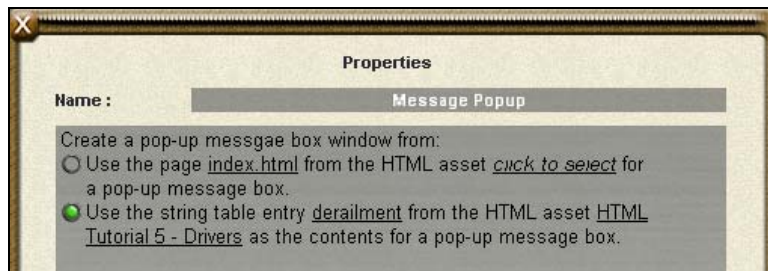 X
Properties
Name : Message Popup
Create a pop-up messgae box window from:
Use the page index.html from the HTML asset click to select for
a pop-up message box.
Use the string table entry derailment from the HTML asset HTML
Tutorial 5 - Drivers as the contents for a pop-up message box.